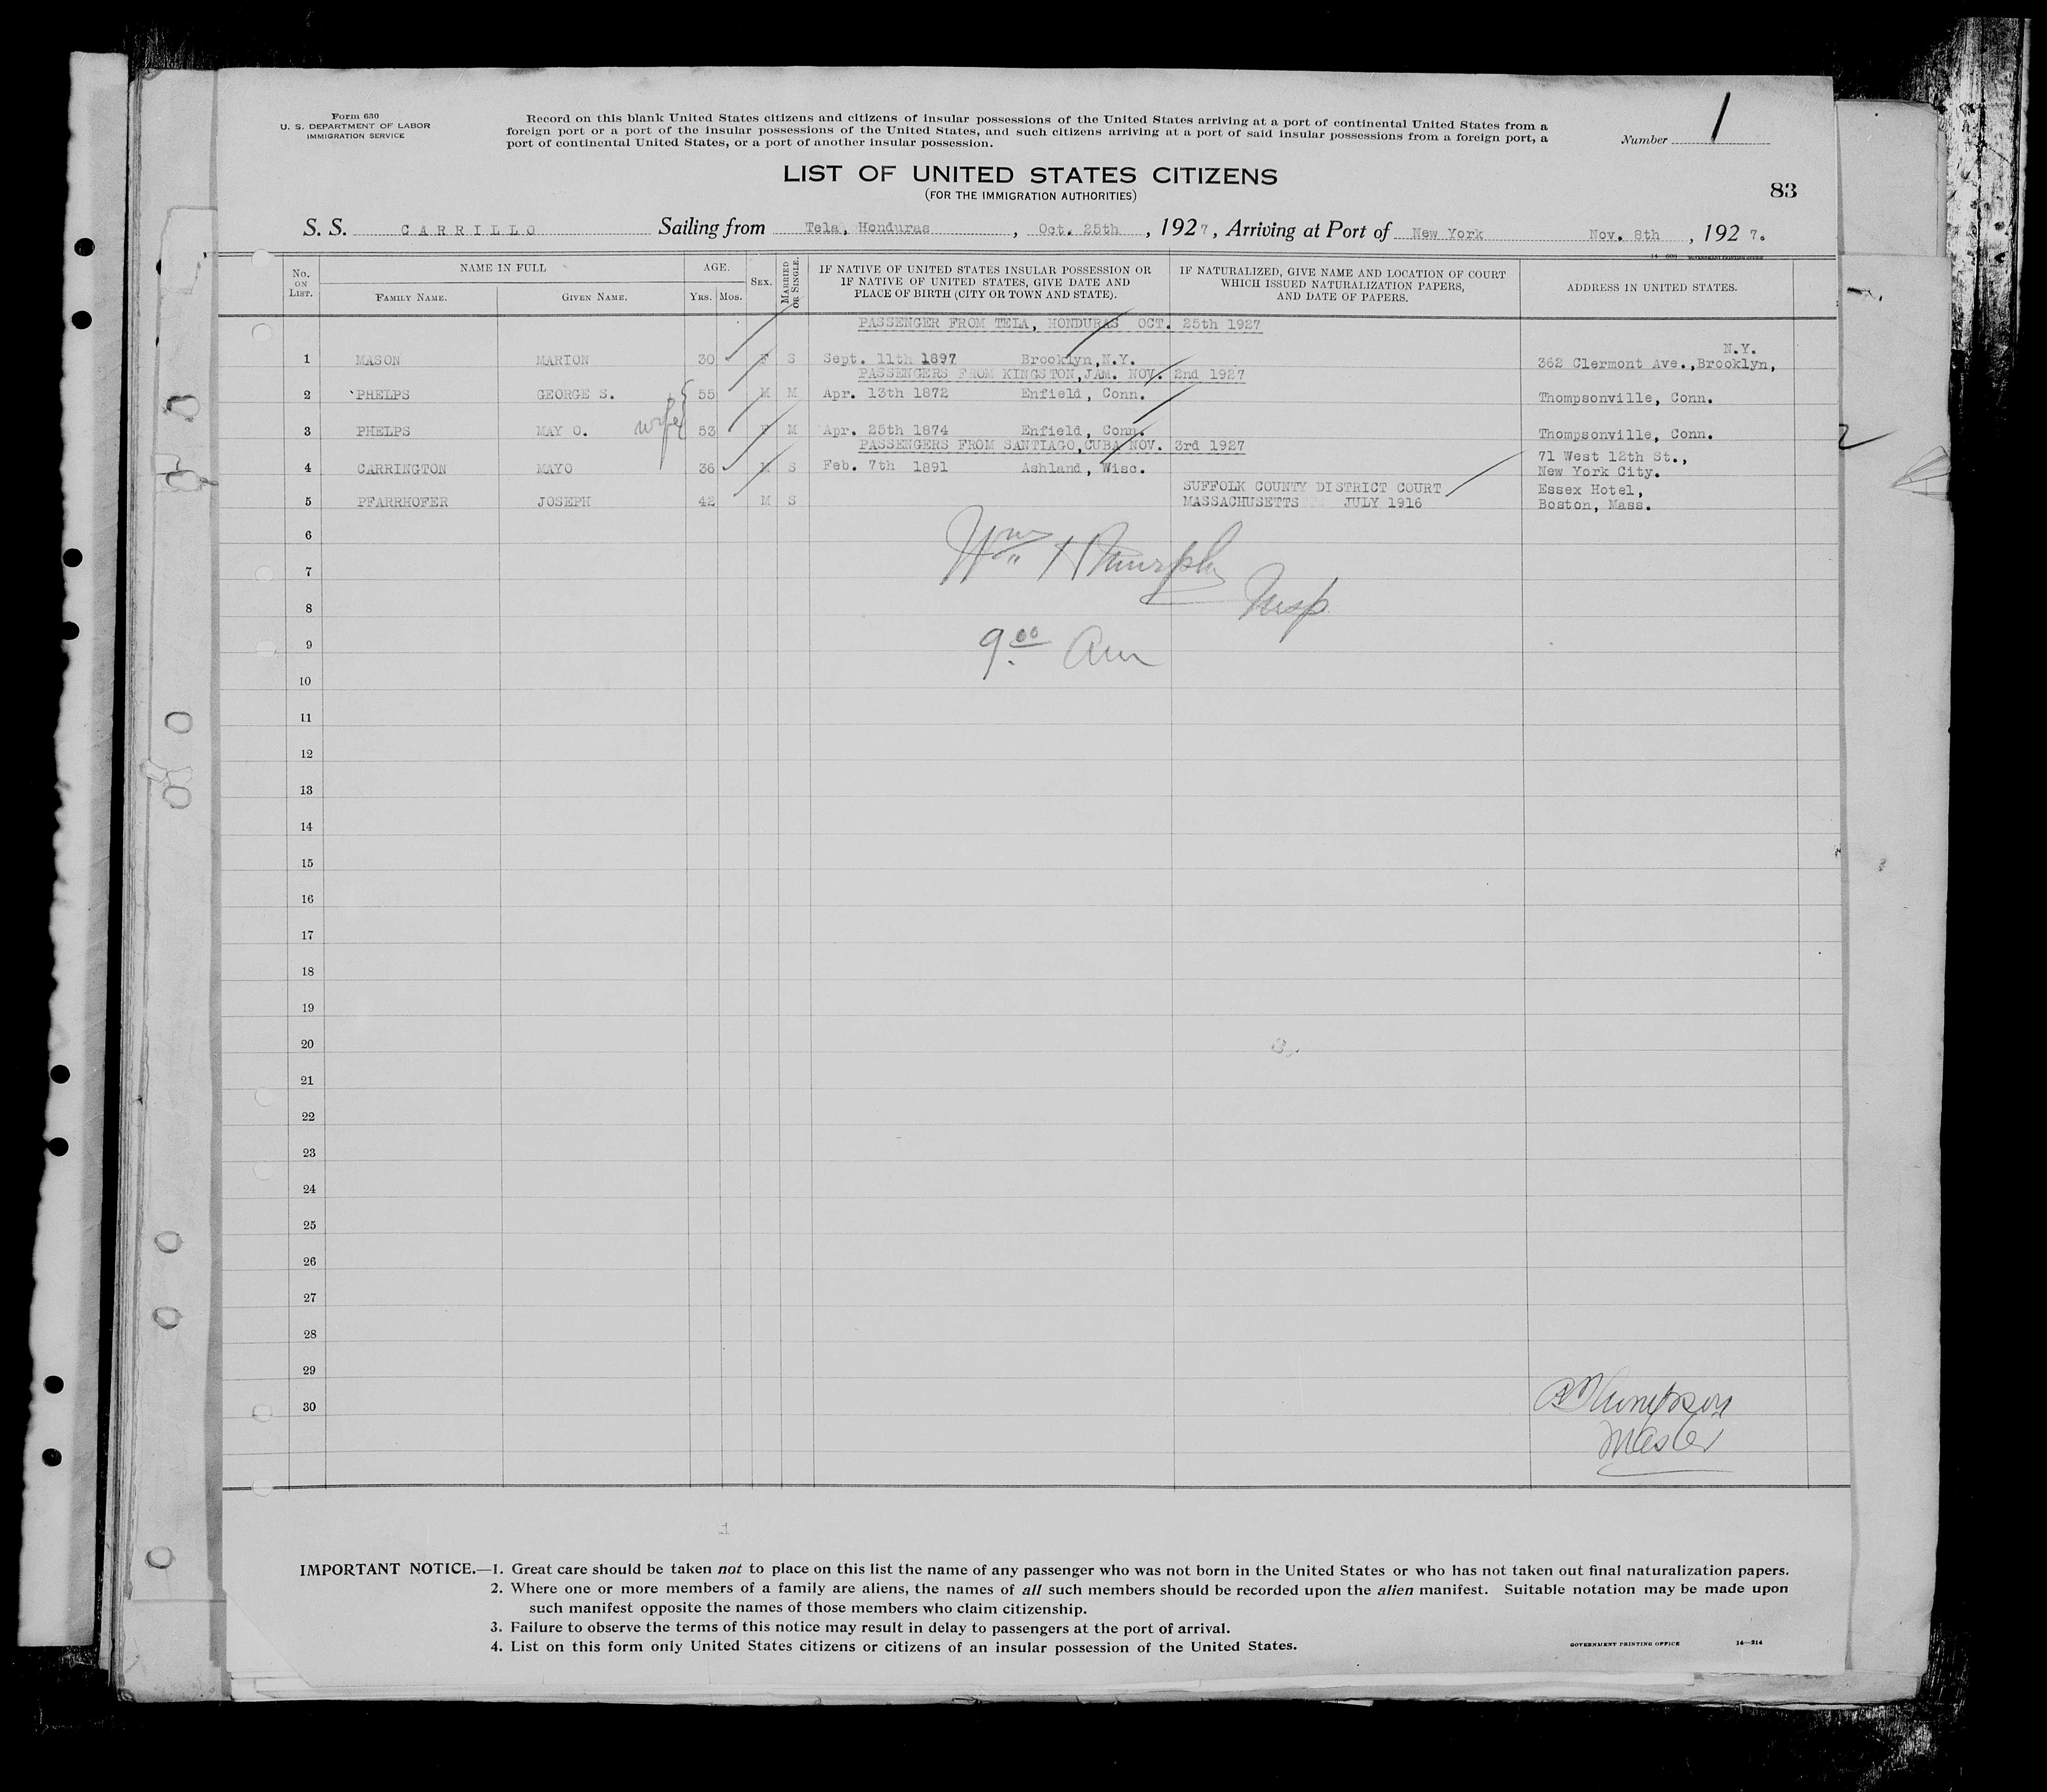 Form 630
U. S. DEPARTMENT OF LABOR
IMMIGRATION SERVICE
Record on this blank United States citizens and citizens of insular possessions of the United States arriving at a port of continental United States from a
foreign port or a port of the insular possessions of the United States, and such citizens arriving at a port of said insular possessions from a foreign port, a
port of continental United States, or a port of another insular possession.
Number 1
LIST OF UNITED STATES CITIZENS
(FOR THE IMMIGRATION AUTHORITIES)
83
S. S. CARRILLO Sailing from Tela, Honduras, Oct. 25th, 1927, Arriving at Port of New York Nov. 8th, 1927.
No. ON LIST. NAME IN FULL AGE. SEX. MARRIED OR SINGLE. IF NATIVE OF UNITED STATES INSULAR POSSESSION OR IF NATIVE OF UNITED STATES, GIVE DATE AND PLACE OF BIRTH (CITY OR TOWN AND STATE). IF NATURALIZED, GIVE NAME AND LOCATION OF COURT WHICH ISSUED NATURALIZATION PAPERS, AND DATE OF PAPERS. ADDRESS IN UNITED STATES.
FAMILY NAME. GIVEN NAME. YRS. MOS.
PASSENGER FROM TELA, HONDURAS OCT. 25th 1927
1 MASON MARION 30 F S Sept. 11th 1897 Brooklyn,N.Y. 362 Clermont Ave.,Brooklyn, N.Y.
PASSENGERS FROM KINGSTON,JAM. NOV. 2nd 1927
2 PHELPS GEORGE S. 55 M M Apr. 13th 1872 Enfield, Conn. Thompsonville, Conn.
3 PHELPS MAY O. wife 53 F M Apr. 25th 1874 Enfield, Conn. Thompsonville, Conn.
PASSENGERS FROM SANTIAGO,CUBA NOV. 3rd 1927
4 CARRINGTON MAYO 36 M S Feb. 7th 1891 Ashland, Wisc. 71 West 12th St., New York City.
5 PFARRHOFER JOSEPH 42 M S SUFFOLK COUNTY DISTRICT COURT MASSACHUSETTS JULY 1916 Essex Hotel, Boston, Mass.
6
Wm H Murphy
7
Insp.
8
9
9.00 Am
10
11
12
13
14
15
16
17
18
19
20
21
22
23
24
25
26
27
28
29
30
Master
IMPORTANT NOTICE.—1. Great care should be taken not to place on this list the name of any passenger who was not born in the United States or who has not taken out final naturalization papers.
2. Where one or more members of a family are aliens, the names of all such members should be recorded upon the alien manifest. Suitable notation may be made upon
such manifest opposite the names of those members who claim citizenship.
3. Failure to observe the terms of this notice may result in delay to passengers at the port of arrival.
4. List on this form only United States citizens or citizens of an insular possession of the United States.
GOVERNMENT PRINTING OFFICE 14—214